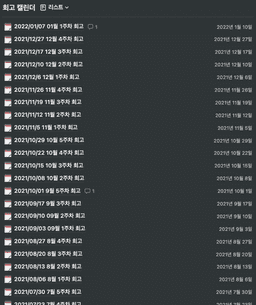 회고 캘린더 리스트
2022/01/07 01월 1주차 회고 1 2022년 1월 10일
2021/12/27 12월 4주차 회고 2021년 12월 27일
2021/12/17 12월 3주차 회고 2021년 12월 17일
2021/12/10 12월 2주차 회고 2021년 12월 10일
2021/12/6 12월 1주차 회고 2021년 12월 6일
2021/11/26 11월 4주차 회고 2021년 11월 26일
2021/11/19 11월 3주차 회고 2021년 11월 19일
2021/11/12 11월 2주차 회고 2021년 11월 12일
2021/11/5 11월 1주차 회고 2021년 11월 5일
2021/10/29 10월 5주차 회고 2021년 10월 29일
2021/10/22 10월 4주차 회고 2021년 10월 22일
2021/10/15 10월 3주차 회고 2021년 10월 15일
2021/10/08 10월 2주차 회고 2021년 10월 8일
2021/10/01 9월 5주차 회고 1 2021년 10월 1일
2021/09/17 9월 3주차 회고 2021년 9월 17일
2021/09/10 09월 2주차 회고 2021년 9월 10일
2021/09/03 09월 1주차 회고 2021년 9월 3일
2021/08/27 8월 4주차 회고 2021년 8월 27일
2021/08/20 8월 3주차 회고 2021년 8월 20일
2021/08/13 8월 2주차 회고 2021년 8월 13일
2021/08/06 8월 1주차 회고 2021년 8월 6일
2021/07/30 7월 5주차 회고 2021년 7월 30일